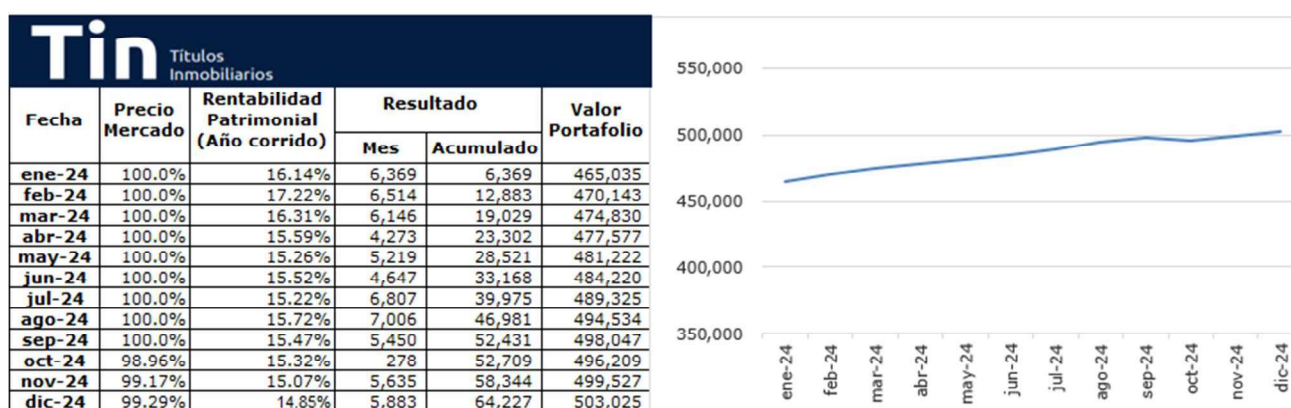 Tin Títulos
Inmobiliarios
Fecha Precio Mercado Rentabilidad Patrimonial (Año corrido) Resultado Valor Portafolio
Mes Acumulado
ene-24 100.0% 16.14% 6,369 6,369 465,035
feb-24 100.0% 17.22% 6,514 12,883 470,143
mar-24 100.0% 16.31% 6,146 19,029 474,830
abr-24 100.0% 15.59% 4,273 23,302 477,577
may-24 100.0% 15.26% 5,219 28,521 481,222
jun-24 100.0% 15.52% 4,647 33,168 484,220
jul-24 100.0% 15.22% 6,807 39,975 489,325
ago-24 100.0% 15.72% 7,006 46,981 494,534
sep-24 100.0% 15.47% 5,450 52,431 498,047
oct-24 98.96% 15.32% 278 52,709 496,209
nov-24 99.17% 15.07% 5,635 58,344 499,527
dic-24 99.29% 14.85% 5,883 64,227 503,025
550,000
500,000
450,000
400,000
350,000
ene-24 feb-24 mar-24 abr-24 may-24 jun-24 jul-24 ago-24 sep-24 oct-24 nov-24 dic-24